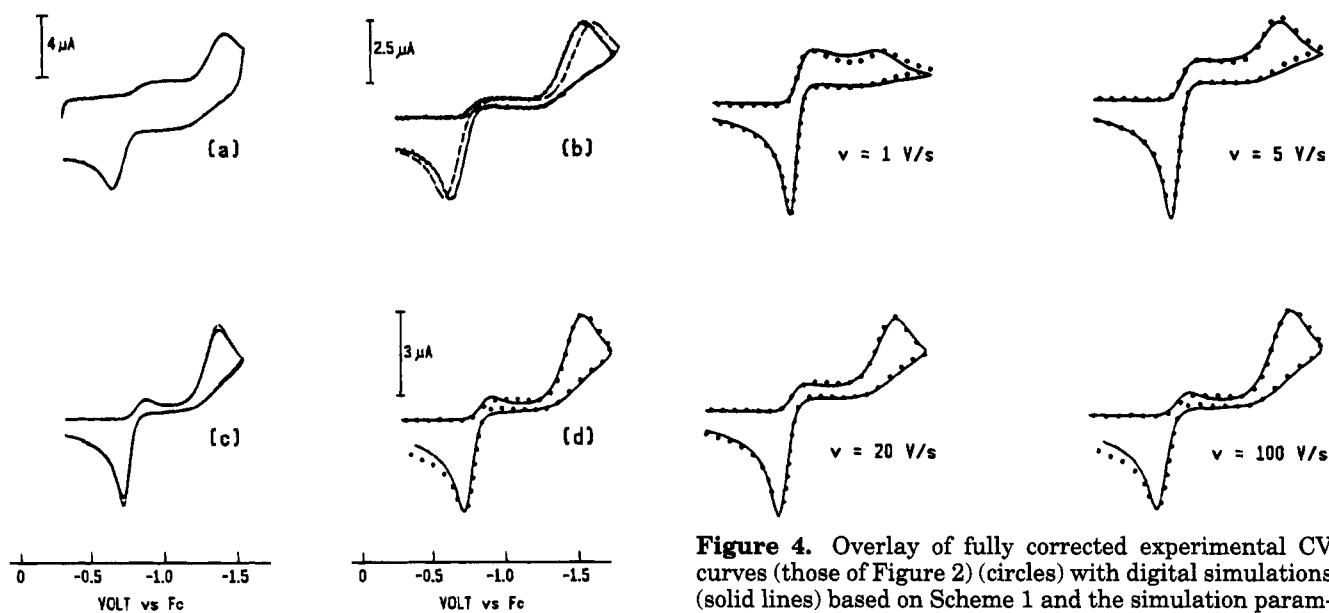 4 μA
(a)
2.5 μA
(b)
(c)
3 μA
(d)
0 -0.5 -1.0 -1.5
VOLT vs Fc
0 -0.5 -1.0 -1.5
VOLT vs Fc
v = 1 V/s
v = 5 V/s
v = 20 V/s
v = 100 V/s
Figure 4. Overlay of fully corrected experimental CV
curves (those of Figure 2) (circles) with digital simulations
(solid lines) based on Scheme 1 and the simulation param-